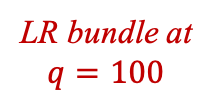 LR bundle at
q = 100